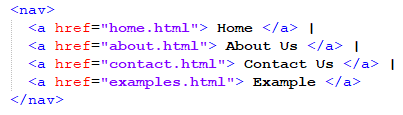 <nav>
<a href="home.html"> Home </a> |
<a href="about.html"> About Us </a> |
<a href="contact.html"> Contact Us </a> |
<a href="examples.html"> Example </a>
</nav>